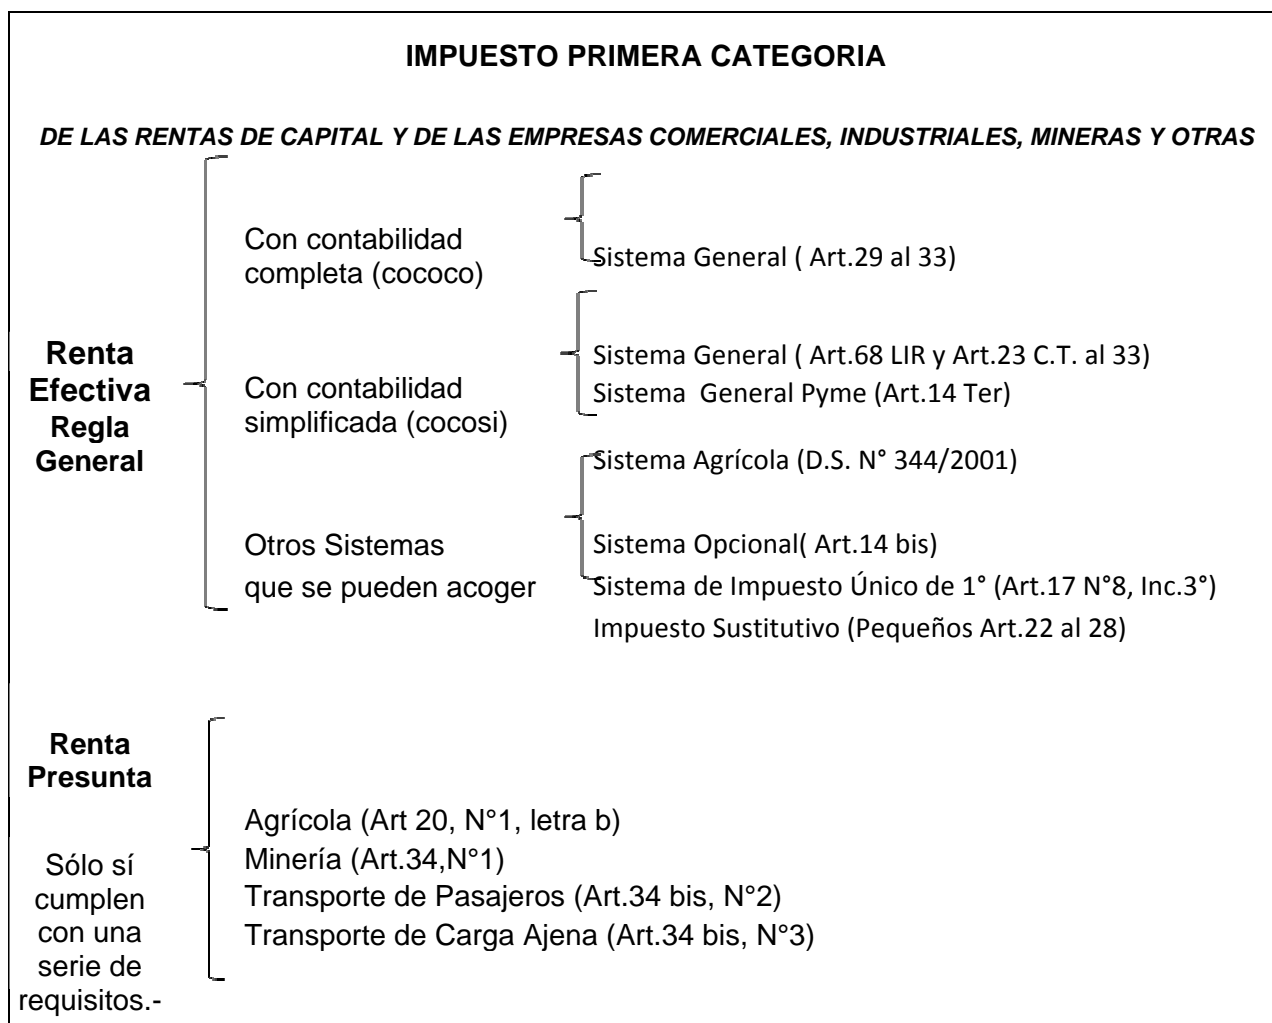 IMPUESTO PRIMERA CATEGORIA
DE LAS RENTAS DE CAPITAL Y DE LAS EMPRESAS COMERCIALES, INDUSTRIALES, MINERAS Y OTRAS
Renta
Efectiva
Regla
General
Con contabilidad
completa (cococo)
Sistema General ( Art.29 al 33)
Con contabilidad
simplificada (cocosi)
Sistema General ( Art.68 LIR y Art.23 C.T. al 33)
Sistema  General Pyme (Art.14 Ter)
Sistema Agrícola (D.S. N° 344/2001)
Otros Sistemas
que se pueden acoger
Sistema Opcional( Art.14 bis)
Sistema de Impuesto Único de 1° (Art.17 N°8, Inc.3°)
Impuesto Sustitutivo (Pequeños Art.22 al 28)
Renta
Presunta
Sólo sí
cumplen
con una
serie de
requisitos.-
Agrícola (Art 20, N°1, letra b)
Minería (Art.34,N°1)
Transporte de Pasajeros (Art.34 bis, N°2)
Transporte de Carga Ajena (Art.34 bis, N°3)